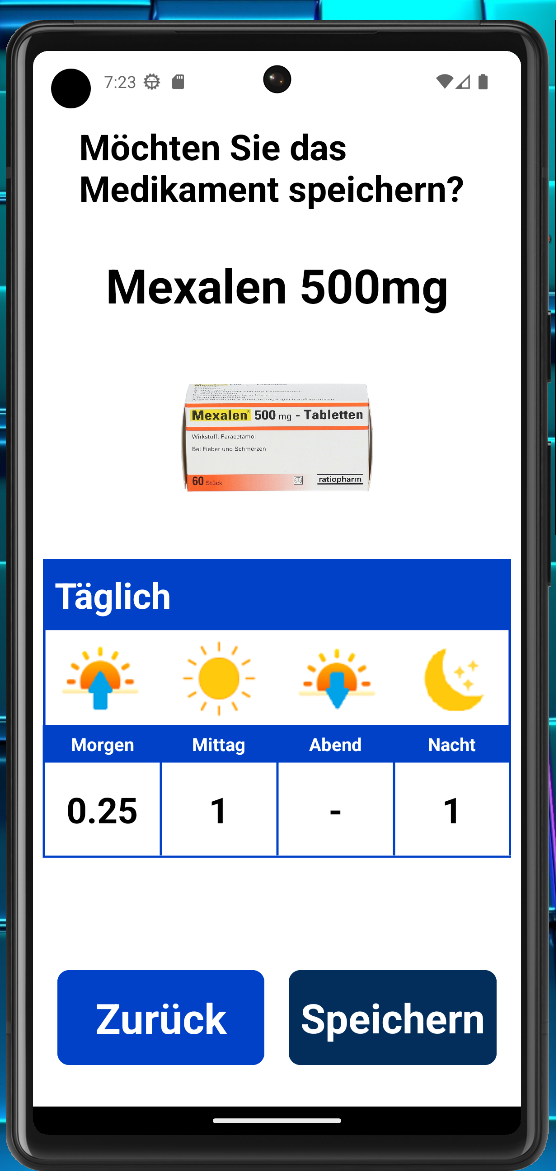 7:23
Möchten Sie das
Medikament speichern?
Mexalen 500mg
Mexalen 500 mg - Tabletten
Wirkstoff: Paracetamol
Bei Fieber und Schmerzen
60 Stück
ratiopharm
Täglich
Morgen Mittag Abend Nacht
0.25 1 - 1
Zurück Speichern